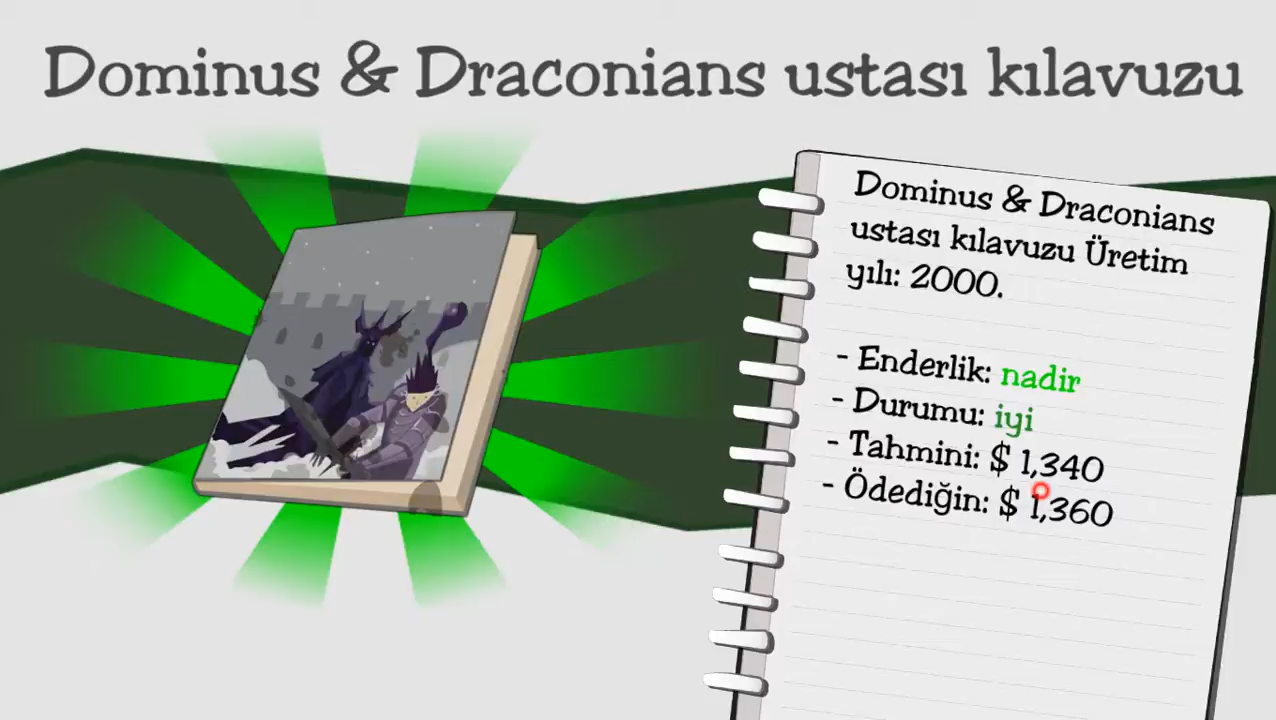 Dominus & Draconians ustası kılavuzu
Dominus & Draconians
ustası kılavuzu Üretim
yılı: 2000.
- Enderlik: nadir
- Durumu: iyi
- Tahmini: $ 1,340
- Ödediğin: $ 1,360